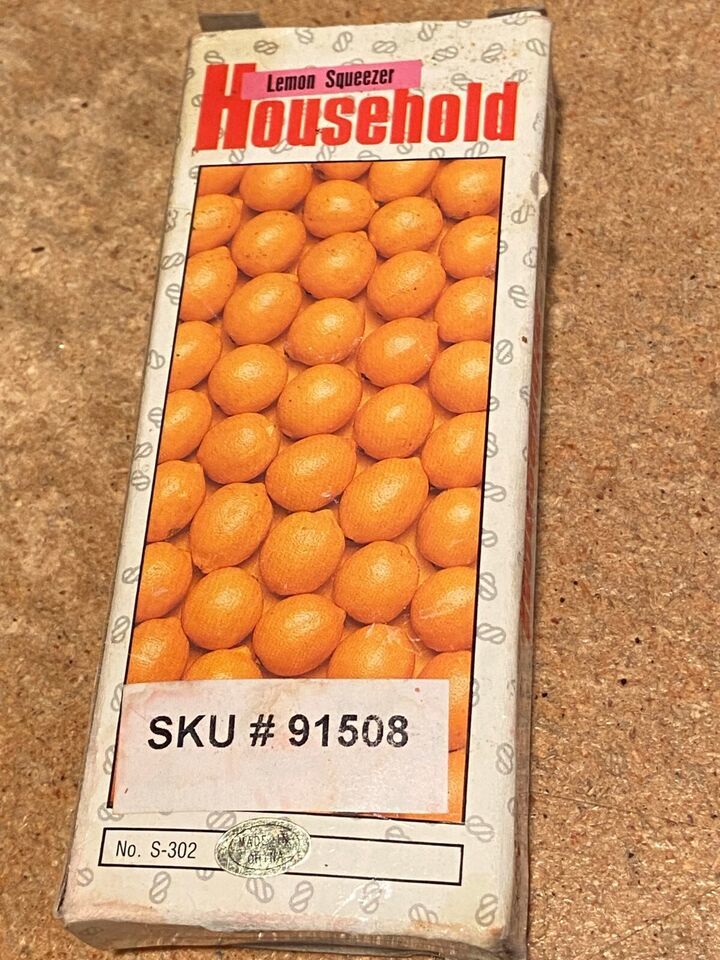 Lemon Squeezer
Household
SKU # 91508
No. S-302
MADE IN
CHINA